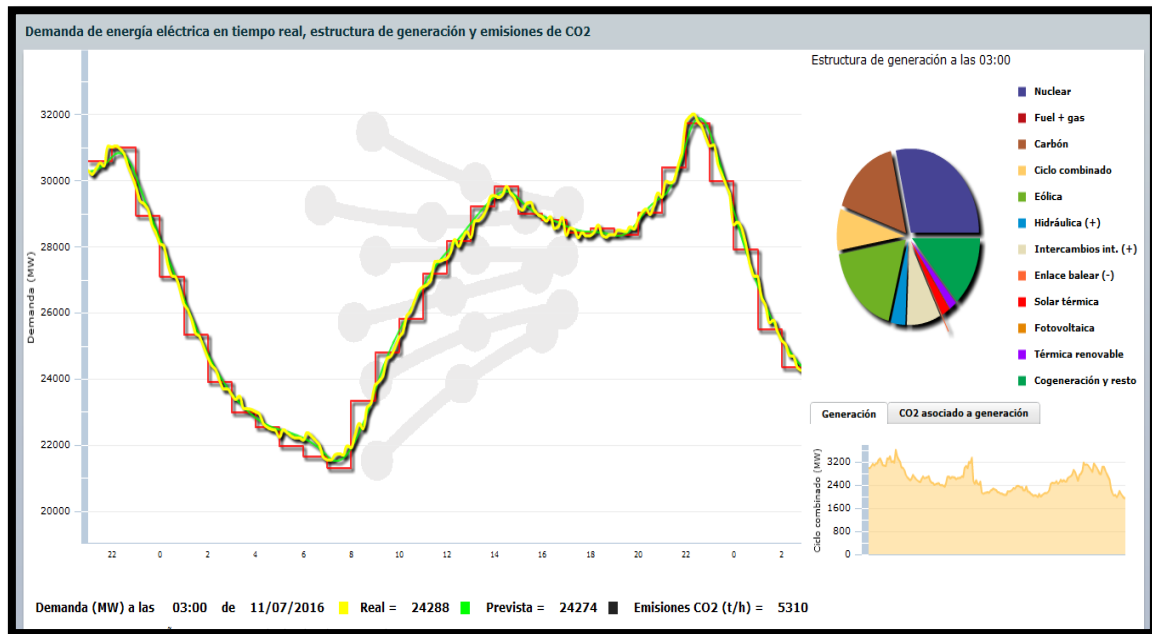 Demanda de energía eléctrica en tiempo real, estructura de generación y emisiones de CO2
Demanda (MW)
32000
30000
28000
26000
24000
22000
20000
22 0 2 4 6 8 10 12 14 16 18 20 22 0 2
Estructura de generación a las 03:00
Nuclear
Fuel + gas
Carbón
Ciclo combinado
Eólica
Hidráulica (+)
Intercambios int. (+)
Enlace balear (-)
Solar térmica
Fotovoltaica
Térmica renovable
Cogeneración y resto
Generación CO2 asociado a generación
Ciclo combinado (MW)
3200
2400
1600
800
0
Demanda (MW) a las 03:00 de 11/07/2016 Real = 24288 Prevista = 24274 Emisiones CO2 (t/h) = 5310